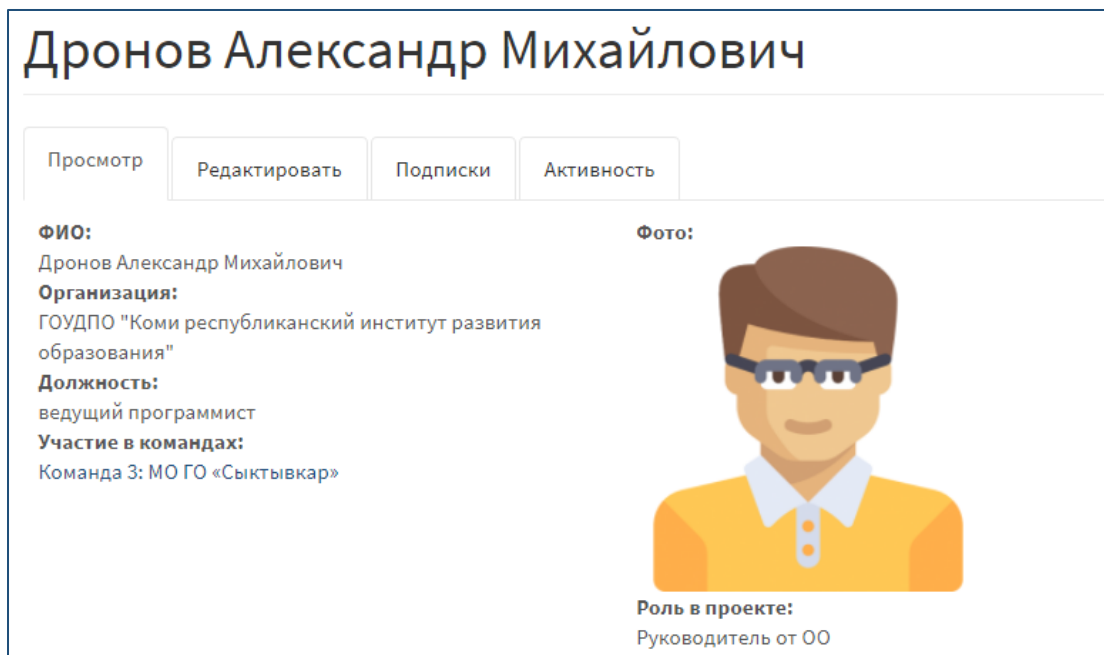 Дронов Александр Михайлович
Просмотр
Редактировать
Подписки
Активность
ФИО:
Дронов Александр Михайлович
Организация:
ГОУДПО "Коми республиканский институт развития
образования"
Должность:
ведущий программист
Участие в командах:
Команда 3: МО ГО «Сыктывкар»
Фото:
Роль в проекте:
Руководитель от ОО